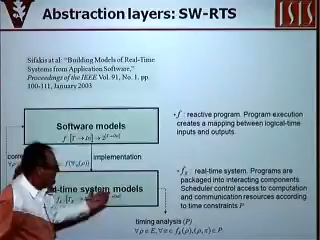 Abstraction layers: SW-RTS
ISIS
Sifakis at al: "Building Models of Real-Time
Systems from Application Software,"
Proceedings of the IEEE Vol. 91, No. 1. pp.
100-111, January 2003
Software models
• f : reactive program. Program execution
creates a mapping between logical-time
inputs and outputs.
implementation
system models
• f_R : real-time system. Programs are
packaged into interacting components.
Scheduler control access to computation
and communication resources according
to time constraints P
timing analysis (P)